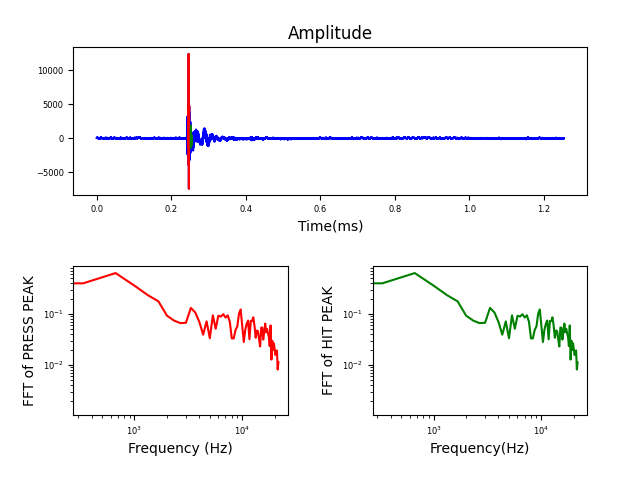 Amplitude
10000
5000
0
−5000
0.0 0.2 0.4 0.6 0.8 1.0 1.2
Time(ms)
FFT of PRESS PEAK
10⁻¹
10⁻²
10³ 10⁴
Frequency (Hz)
FFT of HIT PEAK
10⁻¹
10⁻²
10³ 10⁴
Frequency(Hz)